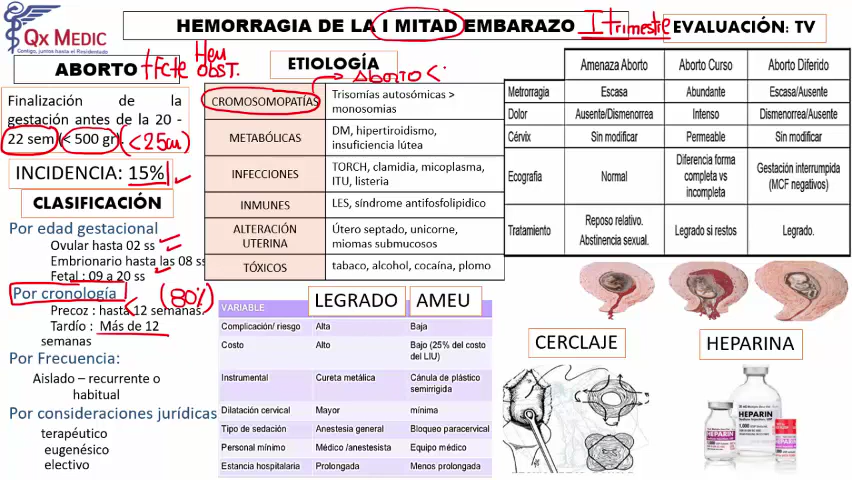 Qx MEDIC
Contigo, juntos hasta el Residentado
HEMORRAGIA DE LA I MITAD EMBARAZO
I trimestre
EVALUACIÓN: TV
ABORTO
+fcte
Hem
obst.
Finalización de la
gestación antes de la 20 -
22 sem (< 500 gr).
(<25cm)
INCIDENCIA: 15%
CLASIFICACIÓN
Por edad gestacional
Ovular hasta 02 ss
Embrionario hasta las 08 ss
Fetal : 09 a 20 ss
Por cronología
(80%)
Precoz : hasta 12 semanas.
Tardío : Más de 12
semanas
Por Frecuencia:
Aislado – recurrente o
habitual
Por consideraciones jurídicas
terapéutico
eugenésico
electivo
ETIOLOGÍA
Aborto <
CROMOSOMOPATÍAS
Trisomías autosómicas >
monosomias
METABÓLICAS
DM, hipertiroidismo,
insuficiencia lútea
INFECCIONES
TORCH, clamidia, micoplasma,
ITU, listeria
INMUNES
LES, síndrome antifosfolipidico
ALTERACIÓN
UTERINA
Útero septado, unicorne,
miomas submucosos
TÓXICOS
tabaco, alcohol, cocaína, plomo
VARIABLE LEGRADO AMEU
Complicación/ riesgo Alta Baja
Costo Alto Bajo (25% del costo
del LIU)
Instrumental Cureta metálica Cánula de plástico
semirrigida
Dilatación cervical Mayor mínima
Tipo de sedación Anestesia general Bloqueo paracervical
Personal mínimo Médico /anestesista Equipo médico
Estancia hospitalaria Prolongada Menos prolongada
Amenaza Aborto Aborto Curso Aborto Diferido
Metrorragia Escasa Abundante Escasa/Ausente
Dolor Ausente/Dismenorrea Intenso Dismenorrea/Ausente
Cérvix Sin modificar Permeable Sin modificar
Ecografia Normal Diferencia forma
completa vs
incompleta
Gestación interrumpida
(MCF negativos)
Tratamiento Reposo relativo.
Abstinencia sexual.
Legrado si restos Legrado.
CERCLAJE
HEPARINA
HEPARIN
1,000
HEPARIN